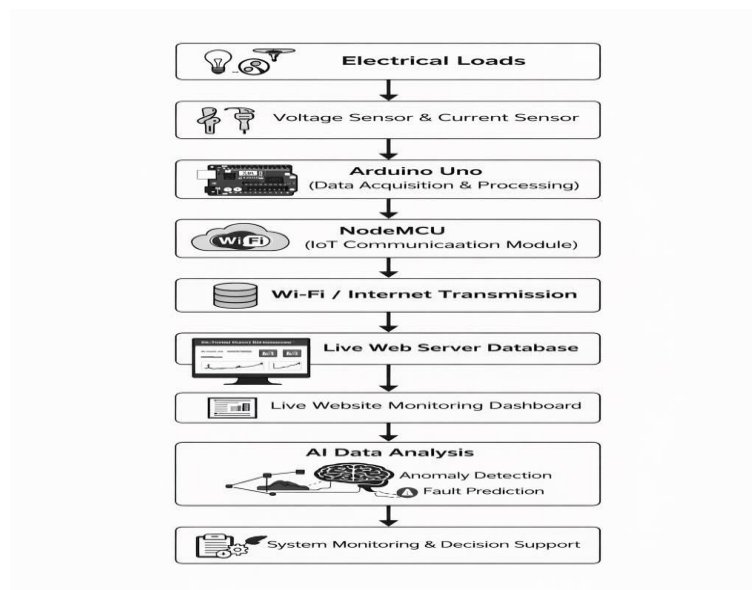 Electrical Loads
Voltage Sensor & Current Sensor
Arduino Uno
(Data Acquisition & Processing)
NodeMCU
(IoT Communicaation Module)
WiFi
Wi-Fi / Internet Transmission
Live Web Server Database
Live Website Monitoring Dashboard
AI Data Analysis
Anomaly Detection
Fault Prediction
System Monitoring & Decision Support